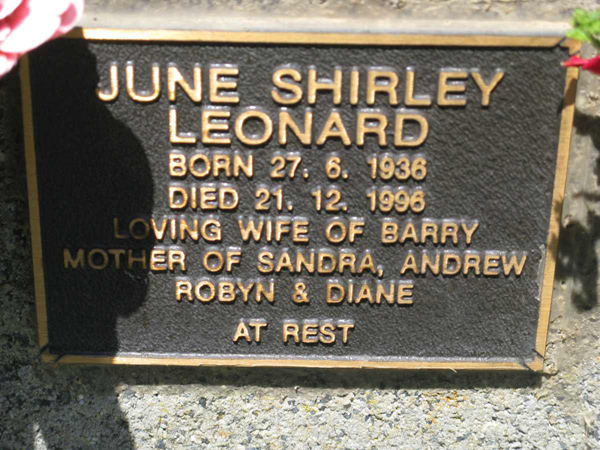 JUNE SHIRLEY
LEONARD
BORN 27. 6. 1936
DIED 21. 12. 1996
LOVING WIFE OF BARRY
MOTHER OF SANDRA, ANDREW
ROBYN & DIANE
AT REST